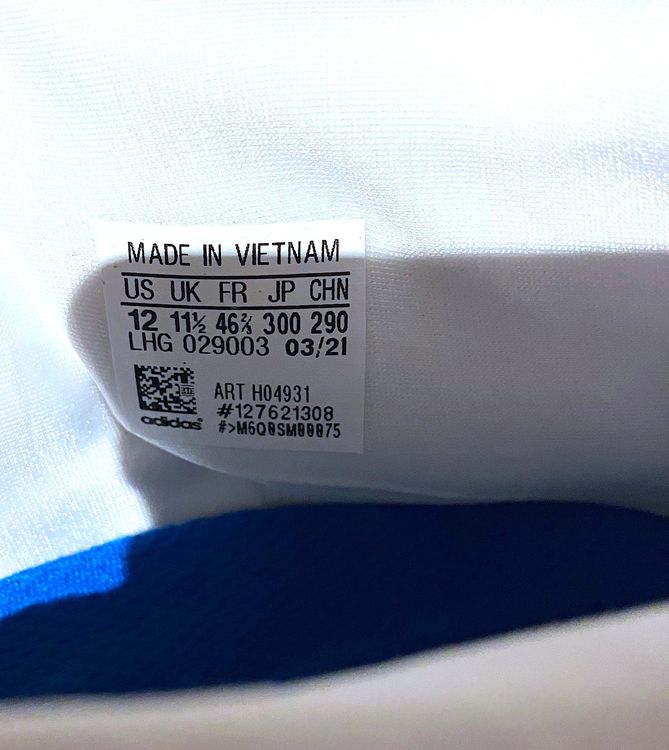 MADE IN VIETNAM
US UK FR JP CHN
12 11½ 46⅔ 300 290
LHG 029003 03/21
ART H04931
#127621308
adidas®
#>M6Q0SM00075